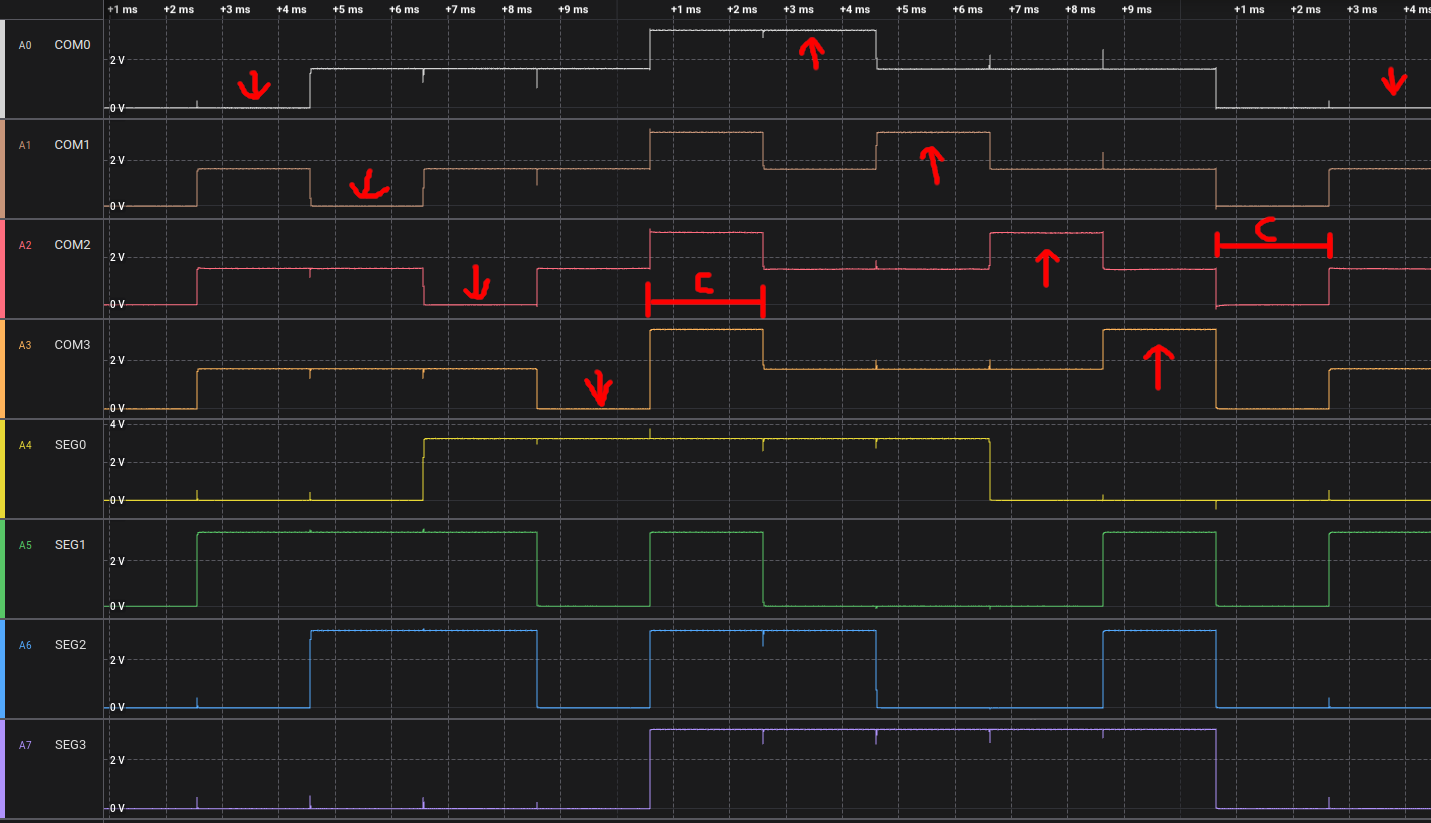 +1 ms +2 ms +3 ms +4 ms +5 ms +6 ms +7 ms +8 ms +9 ms +1 ms +2 ms +3 ms +4 ms +5 ms +6 ms +7 ms +8 ms +9 ms +1 ms +2 ms +3 ms +4 ms
A0 COM0
2 V
0 V
A1 COM1
2 V
0 V
A2 COM2
C
2 V
C
0 V
A3 COM3
2 V
0 V
4 V
A4 SEG0
2 V
0 V
A5 SEG1
2 V
0 V
A6 SEG2
2 V
0 V
A7 SEG3
2 V
0 V